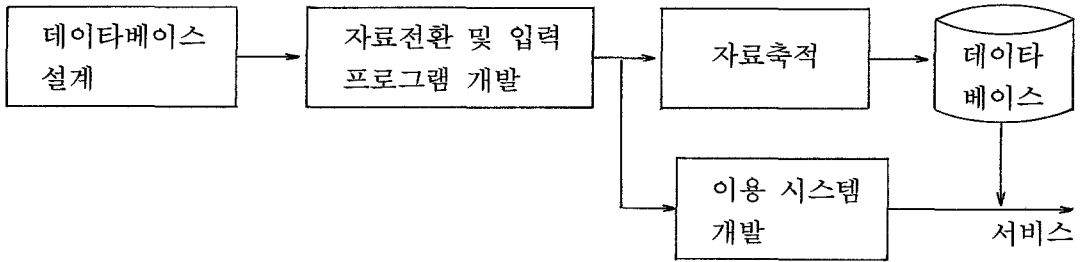 데이타베이스
설계
자료전환 및 입력
프로그램 개발
자료축적
데이타
베이스
이용 시스템
개발
서비스